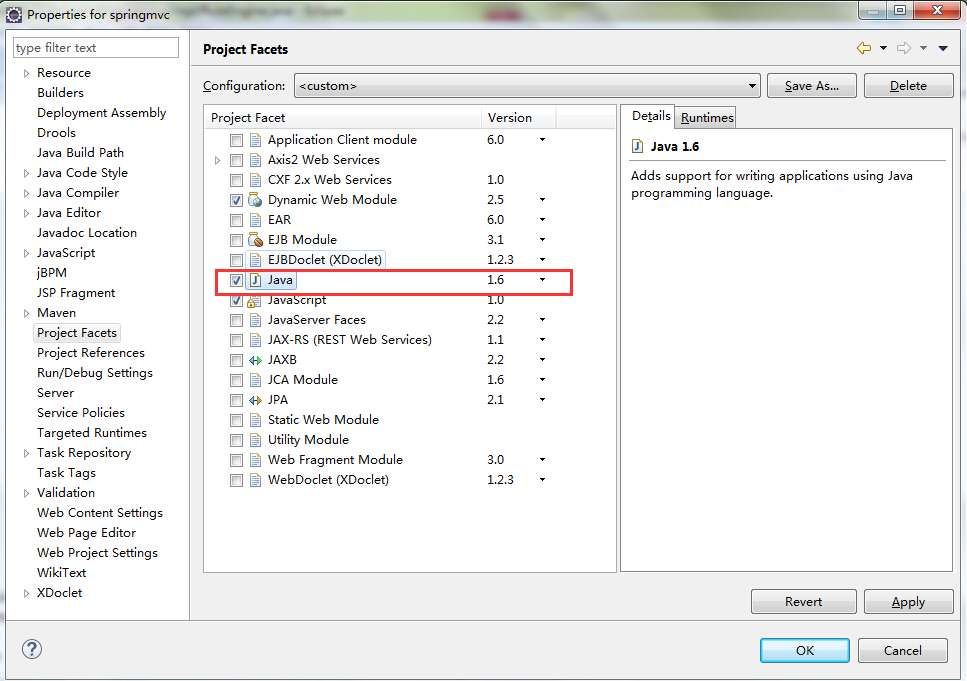 Properties for springmvc
type filter text
Resource
Builders
Deployment Assembly
Drools
Java Build Path
Java Code Style
Java Compiler
Java Editor
Javadoc Location
JavaScript
jBPM
JSP Fragment
Maven
Project Facets
Project References
Run/Debug Settings
Server
Service Policies
Targeted Runtimes
Task Repository
Task Tags
Validation
Web Content Settings
Web Page Editor
Web Project Settings
WikiText
XDoclet
Project Facets
Configuration: <custom> Save As... Delete
Project Facet Version
Application Client module 6.0
Axis2 Web Services
CXF 2.x Web Services 1.0
Dynamic Web Module 2.5
EAR 6.0
EJB Module 3.1
EJBDoclet (XDoclet) 1.2.3
Java 1.6
JavaScript 1.0
JavaServer Faces 2.2
JAX-RS (REST Web Services) 1.1
JAXB 2.2
JCA Module 1.6
JPA 2.1
Static Web Module
Utility Module
Web Fragment Module 3.0
WebDoclet (XDoclet) 1.2.3
Details Runtimes
Java 1.6
Adds support for writing applications using Java
programming language.
Revert Apply
OK Cancel